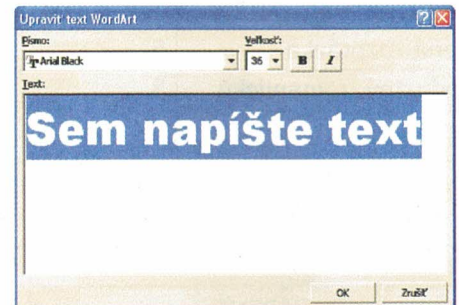 Upraviť text WordArt
Písmo:
Veľkosť:
Arial Black
36
B
I
Text:
Sem napíšte text
OK
Zrušiť